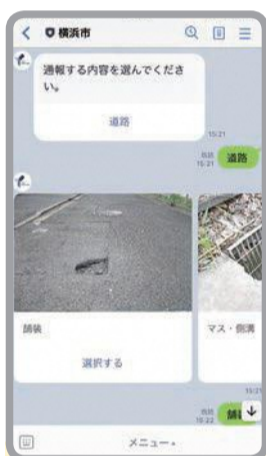 横浜市
通報する内容を選んでくださ
い。
道路
15:21
既読
15:21
道路
舗装
選択する
マス・側溝
15:21
既読
15:22
舗
メニュー